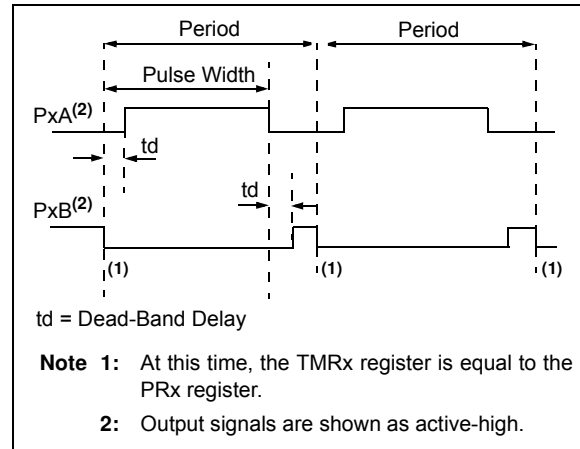 Period Period
Pulse Width
PxA(2)
td
td
PxB(2)
(1) (1) (1)
td = Dead-Band Delay
Note 1: At this time, the TMRx register is equal to the
PRx register.
2: Output signals are shown as active-high.